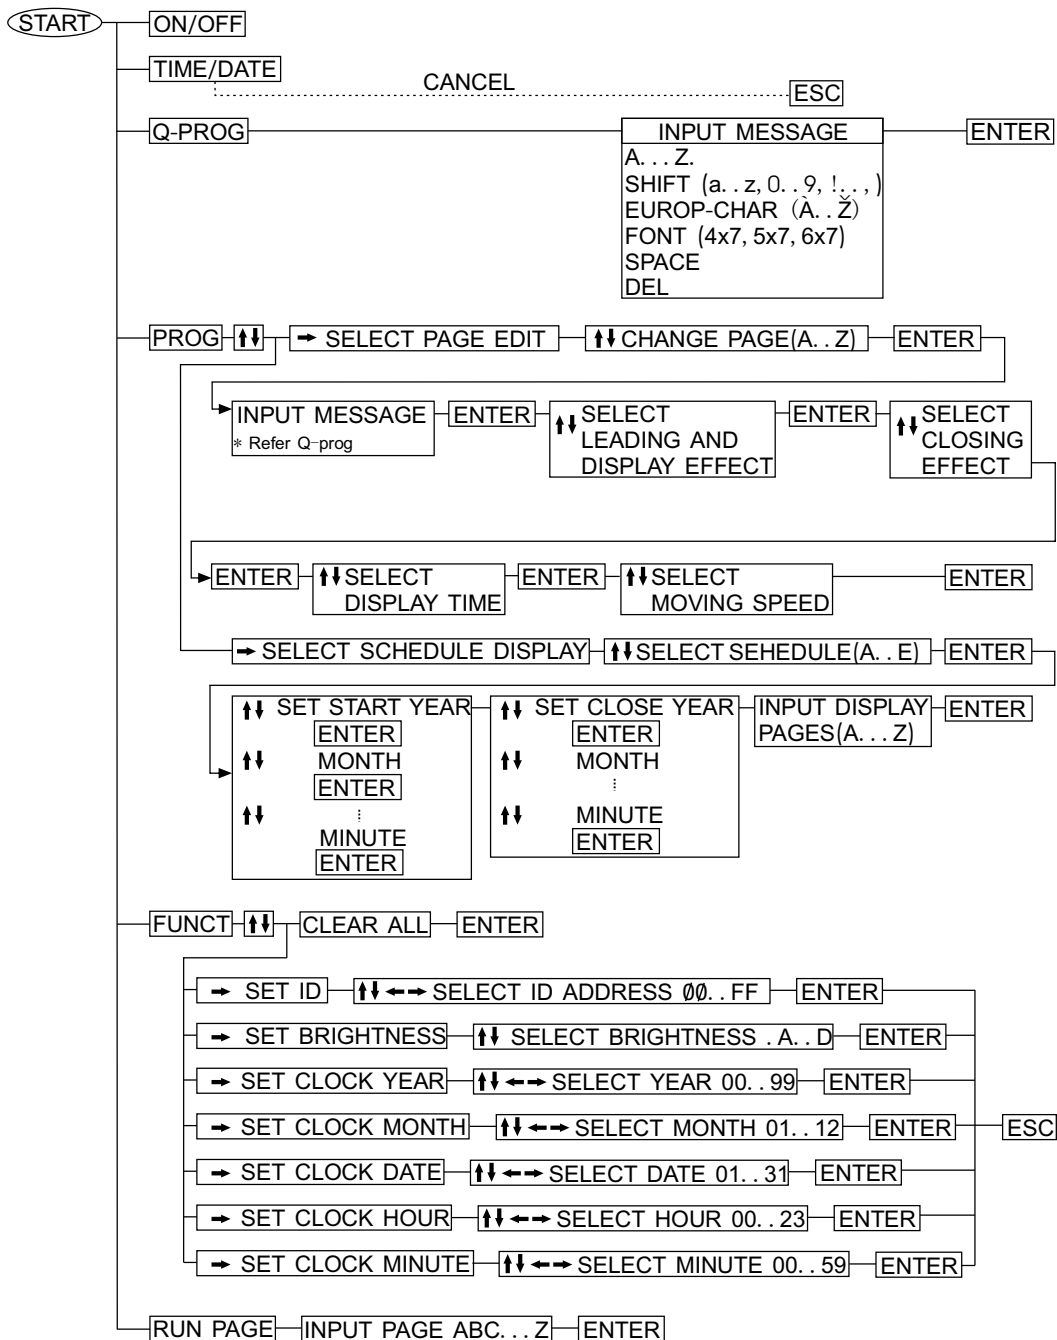 START
ON/OFF
TIME/DATE
CANCEL
ESC
Q-PROG
INPUT MESSAGE
ENTER
A...Z.
SHIFT (a..z,0..9,!..,)
EUROP-CHAR (À..Ž)
FONT (4x7,5x7,6x7)
SPACE
DEL
PROG ⬆⬇ ➡ SELECT PAGE EDIT ⬆⬇ CHANGE PAGE(A..Z) ENTER
INPUT MESSAGE
* Refer Q-prog
ENTER
⬆⬇ SELECT
LEADING AND
DISPLAY EFFECT
ENTER
⬆⬇ SELECT
CLOSING
EFFECT
ENTER
⬆⬇ SELECT
DISPLAY TIME
ENTER
⬆⬇ SELECT
MOVING SPEED
ENTER
➡ SELECT SCHEDULE DISPLAY ⬆⬇ SELECT SEHEDULE(A..E) ENTER
⬆⬇ SET START YEAR
ENTER
⬆⬇ MONTH
ENTER
⬆⬇ ⋮
MINUTE
ENTER
⬆⬇ SET CLOSE YEAR
ENTER
⬆⬇ MONTH
⋮
⬆⬇ MINUTE
ENTER
INPUT DISPLAY
PAGES(A...Z)
ENTER
FUNCT ⬆⬇ CLEAR ALL ENTER
➡ SET ID ⬆⬇⬅➡ SELECT ID ADDRESS ØØ..FF ENTER
➡ SET BRIGHTNESS ⬆⬇ SELECT BRIGHTNESS .A..D ENTER
➡ SET CLOCK YEAR ⬆⬇⬅➡ SELECT YEAR 00..99 ENTER
➡ SET CLOCK MONTH ⬆⬇⬅➡ SELECT MONTH 01..12 ENTER ESC
➡ SET CLOCK DATE ⬆⬇⬅➡ SELECT DATE 01..31 ENTER
➡ SET CLOCK HOUR ⬆⬇⬅➡ SELECT HOUR 00..23 ENTER
➡ SET CLOCK MINUTE ⬆⬇⬅➡ SELECT MINUTE 00..59 ENTER
RUN PAGE INPUT PAGE ABC...Z ENTER